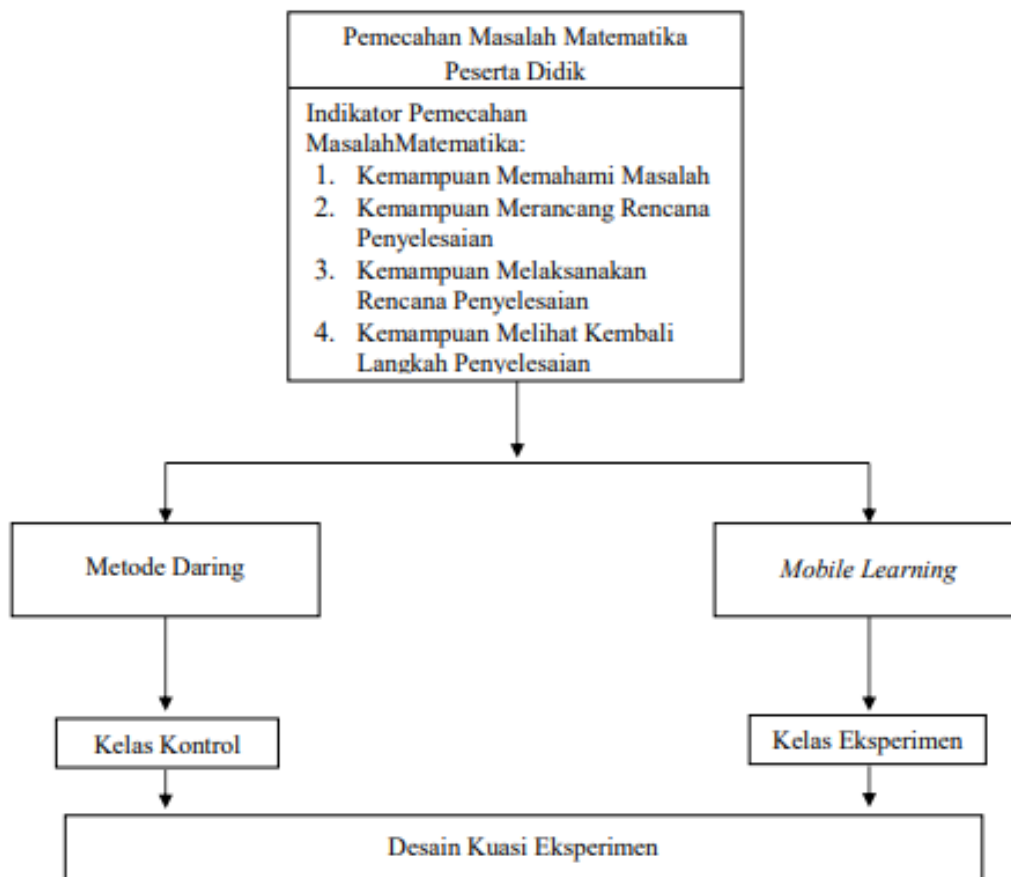 Pemecahan Masalah Matematika
Peserta Didik
Indikator Pemecahan
MasalahMatematika:
1. Kemampuan Memahami Masalah
2. Kemampuan Merancang Rencana
Penyelesaian
3. Kemampuan Melaksanakan
Rencana Penyelesaian
4. Kemampuan Melihat Kembali
Langkah Penyelesaian
Metode Daring
Mobile Learning
Kelas Kontrol
Kelas Eksperimen
Desain Kuasi Eksperimen